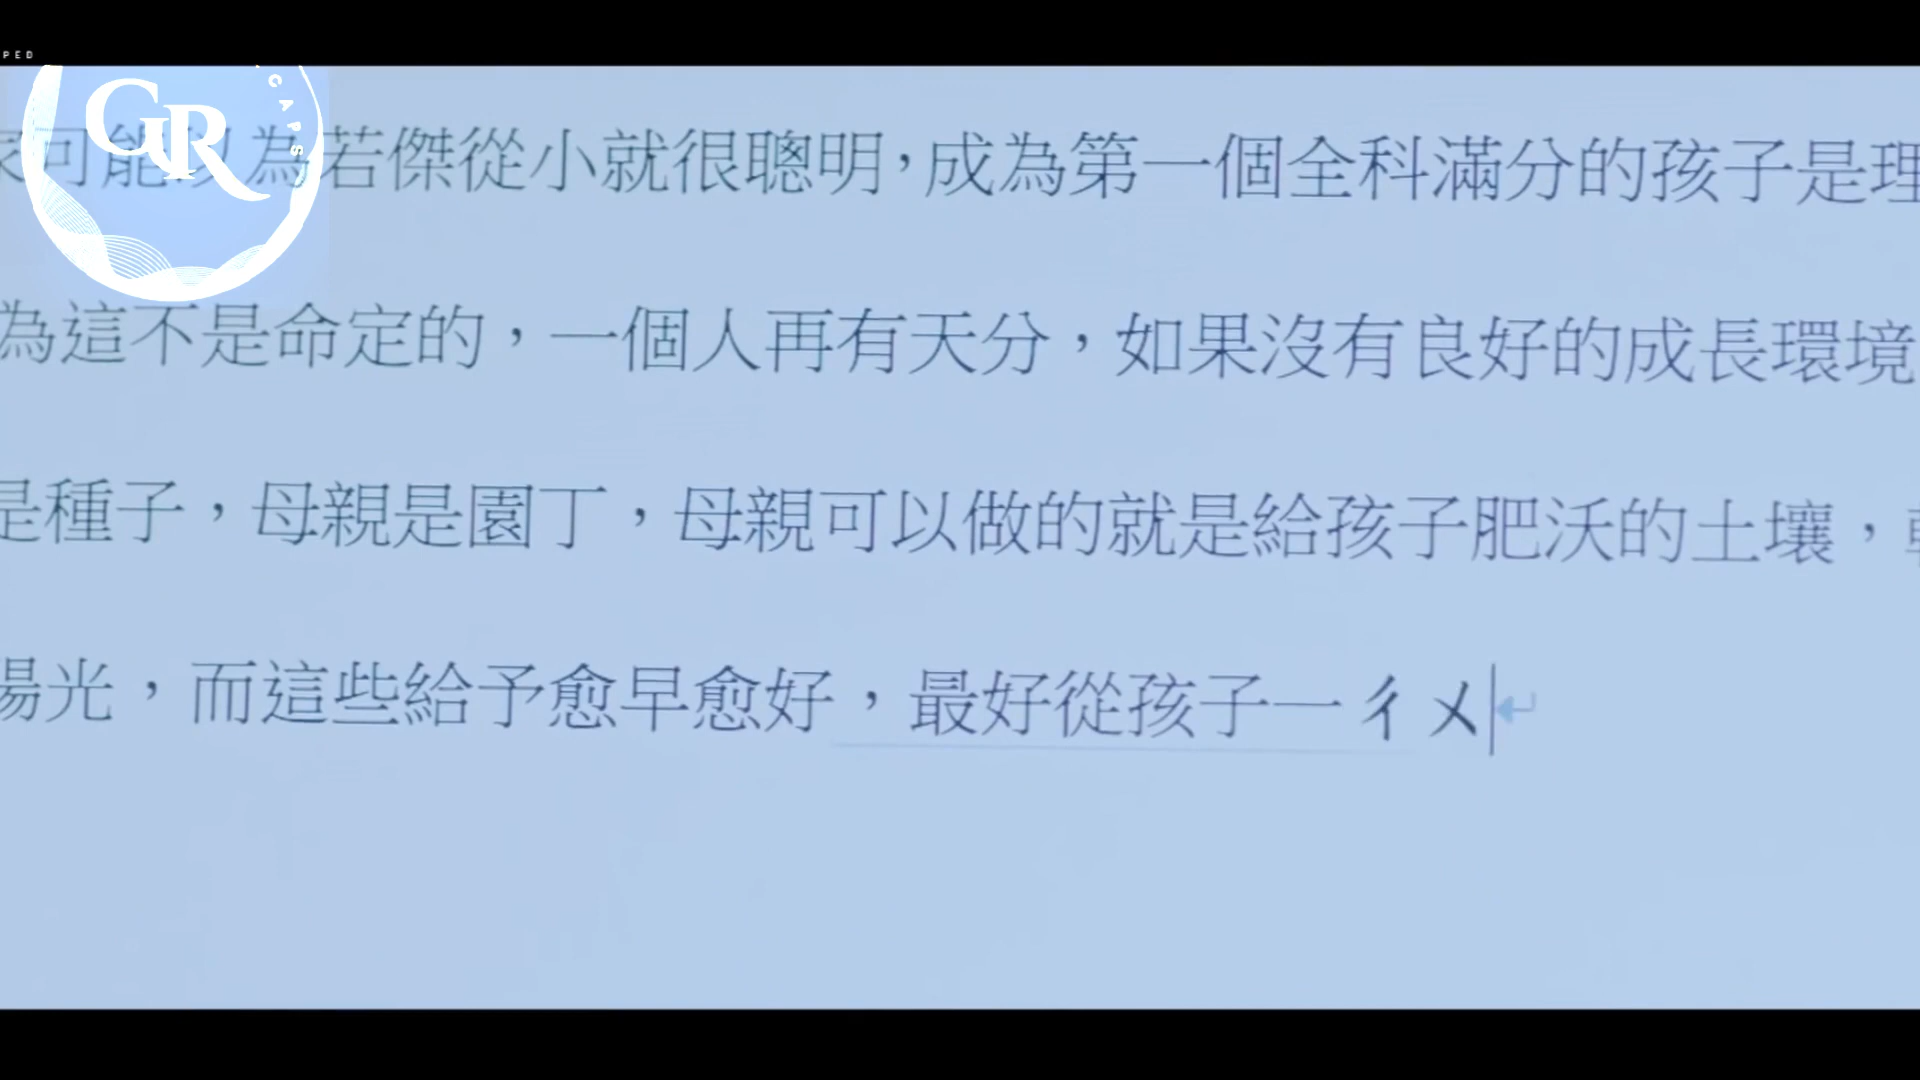 PED
GR
CAPS
可能以為若傑從小就很聰明，成為第一個全科滿分的孩子是理
為這不是命定的，一個人再有天分，如果沒有良好的成長環境
是種子，母親是園丁，母親可以做的就是給孩子肥沃的土壤，
陽光，而這些給予愈早愈好，最好從孩子一ㄔㄨ